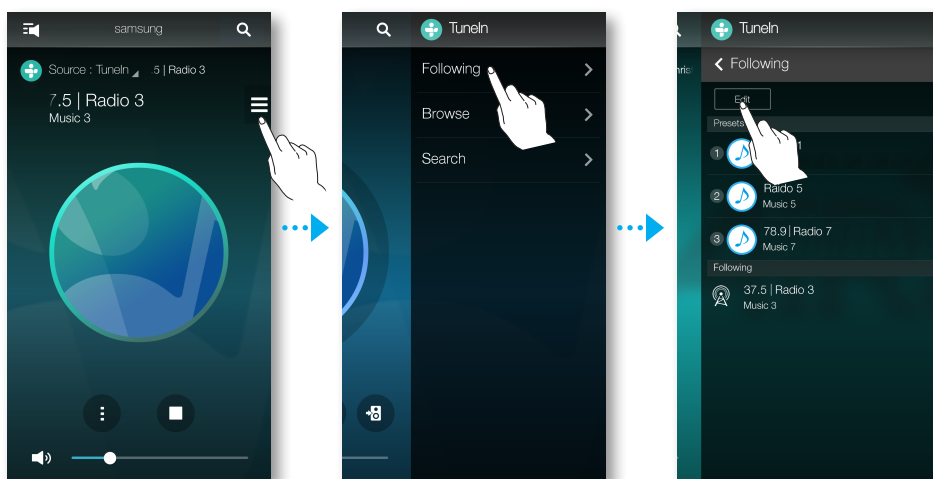 samsung
Source : TuneIn .5 | Radio 3
7.5 | Radio 3
Music 3
TuneIn
Following
Browse
Search
TuneIn
Following
Edit
Presets
1
1
2 Raido 5
Music 5
3 78.9 | Radio 7
Music 7
Following
37.5 | Radio 3
Music 3